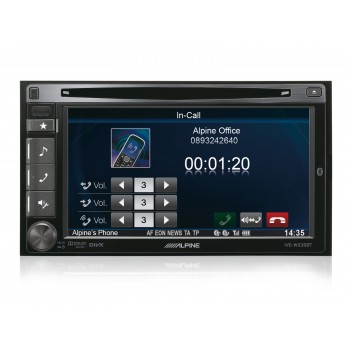 In-Call
Alpine Office
0893242640
00:01:20
Vol. 3
Vol. 3
Vol. 3
Alpine's Phone AF EON NEWS TA TP 14:35
ALPINE